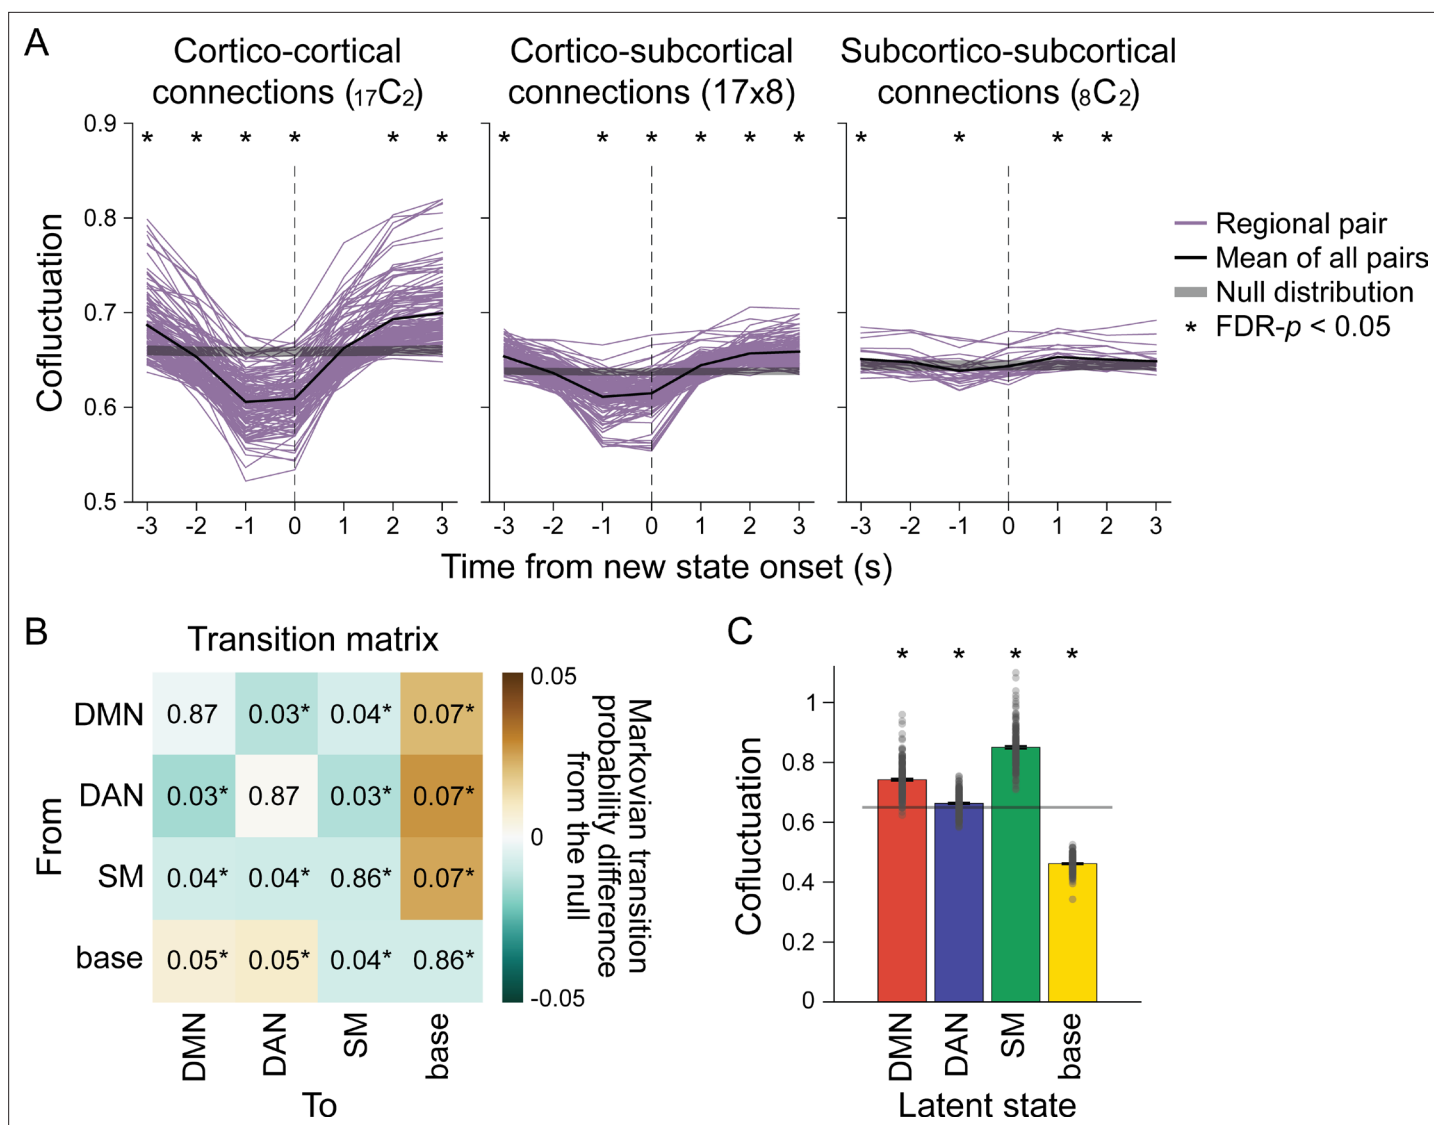 A
Cortico-cortical
connections (₁₇C₂)
Cortico-subcortical
connections (17x8)
Subcortico-subcortical
connections (₈C₂)
* * * * * *
* * * * * *
* * * *
Cofluctuation
0.9
0.8
0.7
0.6
0.5
-3 -2 -1 0 1 2 3
-3 -2 -1 0 1 2 3
-3 -2 -1 0 1 2 3
Time from new state onset (s)
Regional pair
Mean of all pairs
Null distribution
* FDR-p < 0.05
B
Transition matrix
From
DMN 0.87 0.03* 0.04* 0.07*
DAN 0.03* 0.87 0.03* 0.07*
SM 0.04* 0.04* 0.86* 0.07*
base 0.05* 0.05* 0.04* 0.86*
DMN DAN SM base
To
0.05
0
-0.05
Markovian transition
probability difference
from the null
C
* * * *
Cofluctuation
1
0.8
0.6
0.4
0.2
0
DMN DAN SM base
Latent state